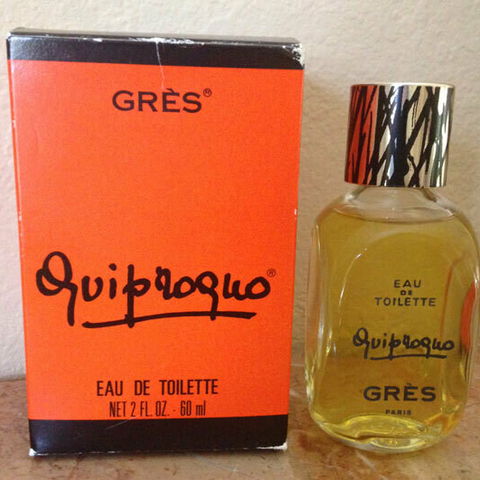 GRÈS®
Quiproquo®
EAU DE TOILETTE
NET 2 FL. OZ. - 60 ml
EAU
DE
TOILETTE
Quiproquo
GRÈS
PARIS